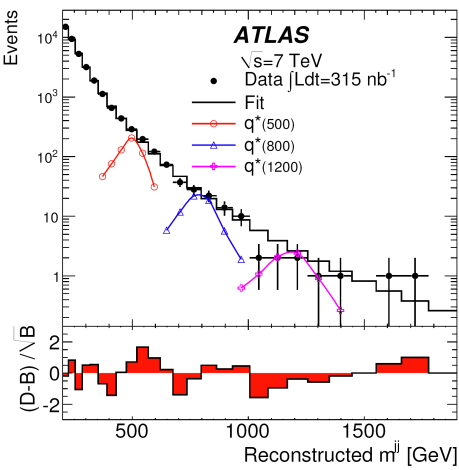 ATLAS
√s=7 TeV
Data ∫Ldt=315 nb⁻¹
Fit
q*(500)
q*(800)
q*(1200)
Events
10⁴
10³
10²
10
1
(D-B) /√B
2
0
-2
500 1000 1500
Reconstructed mʲʲ [GeV]